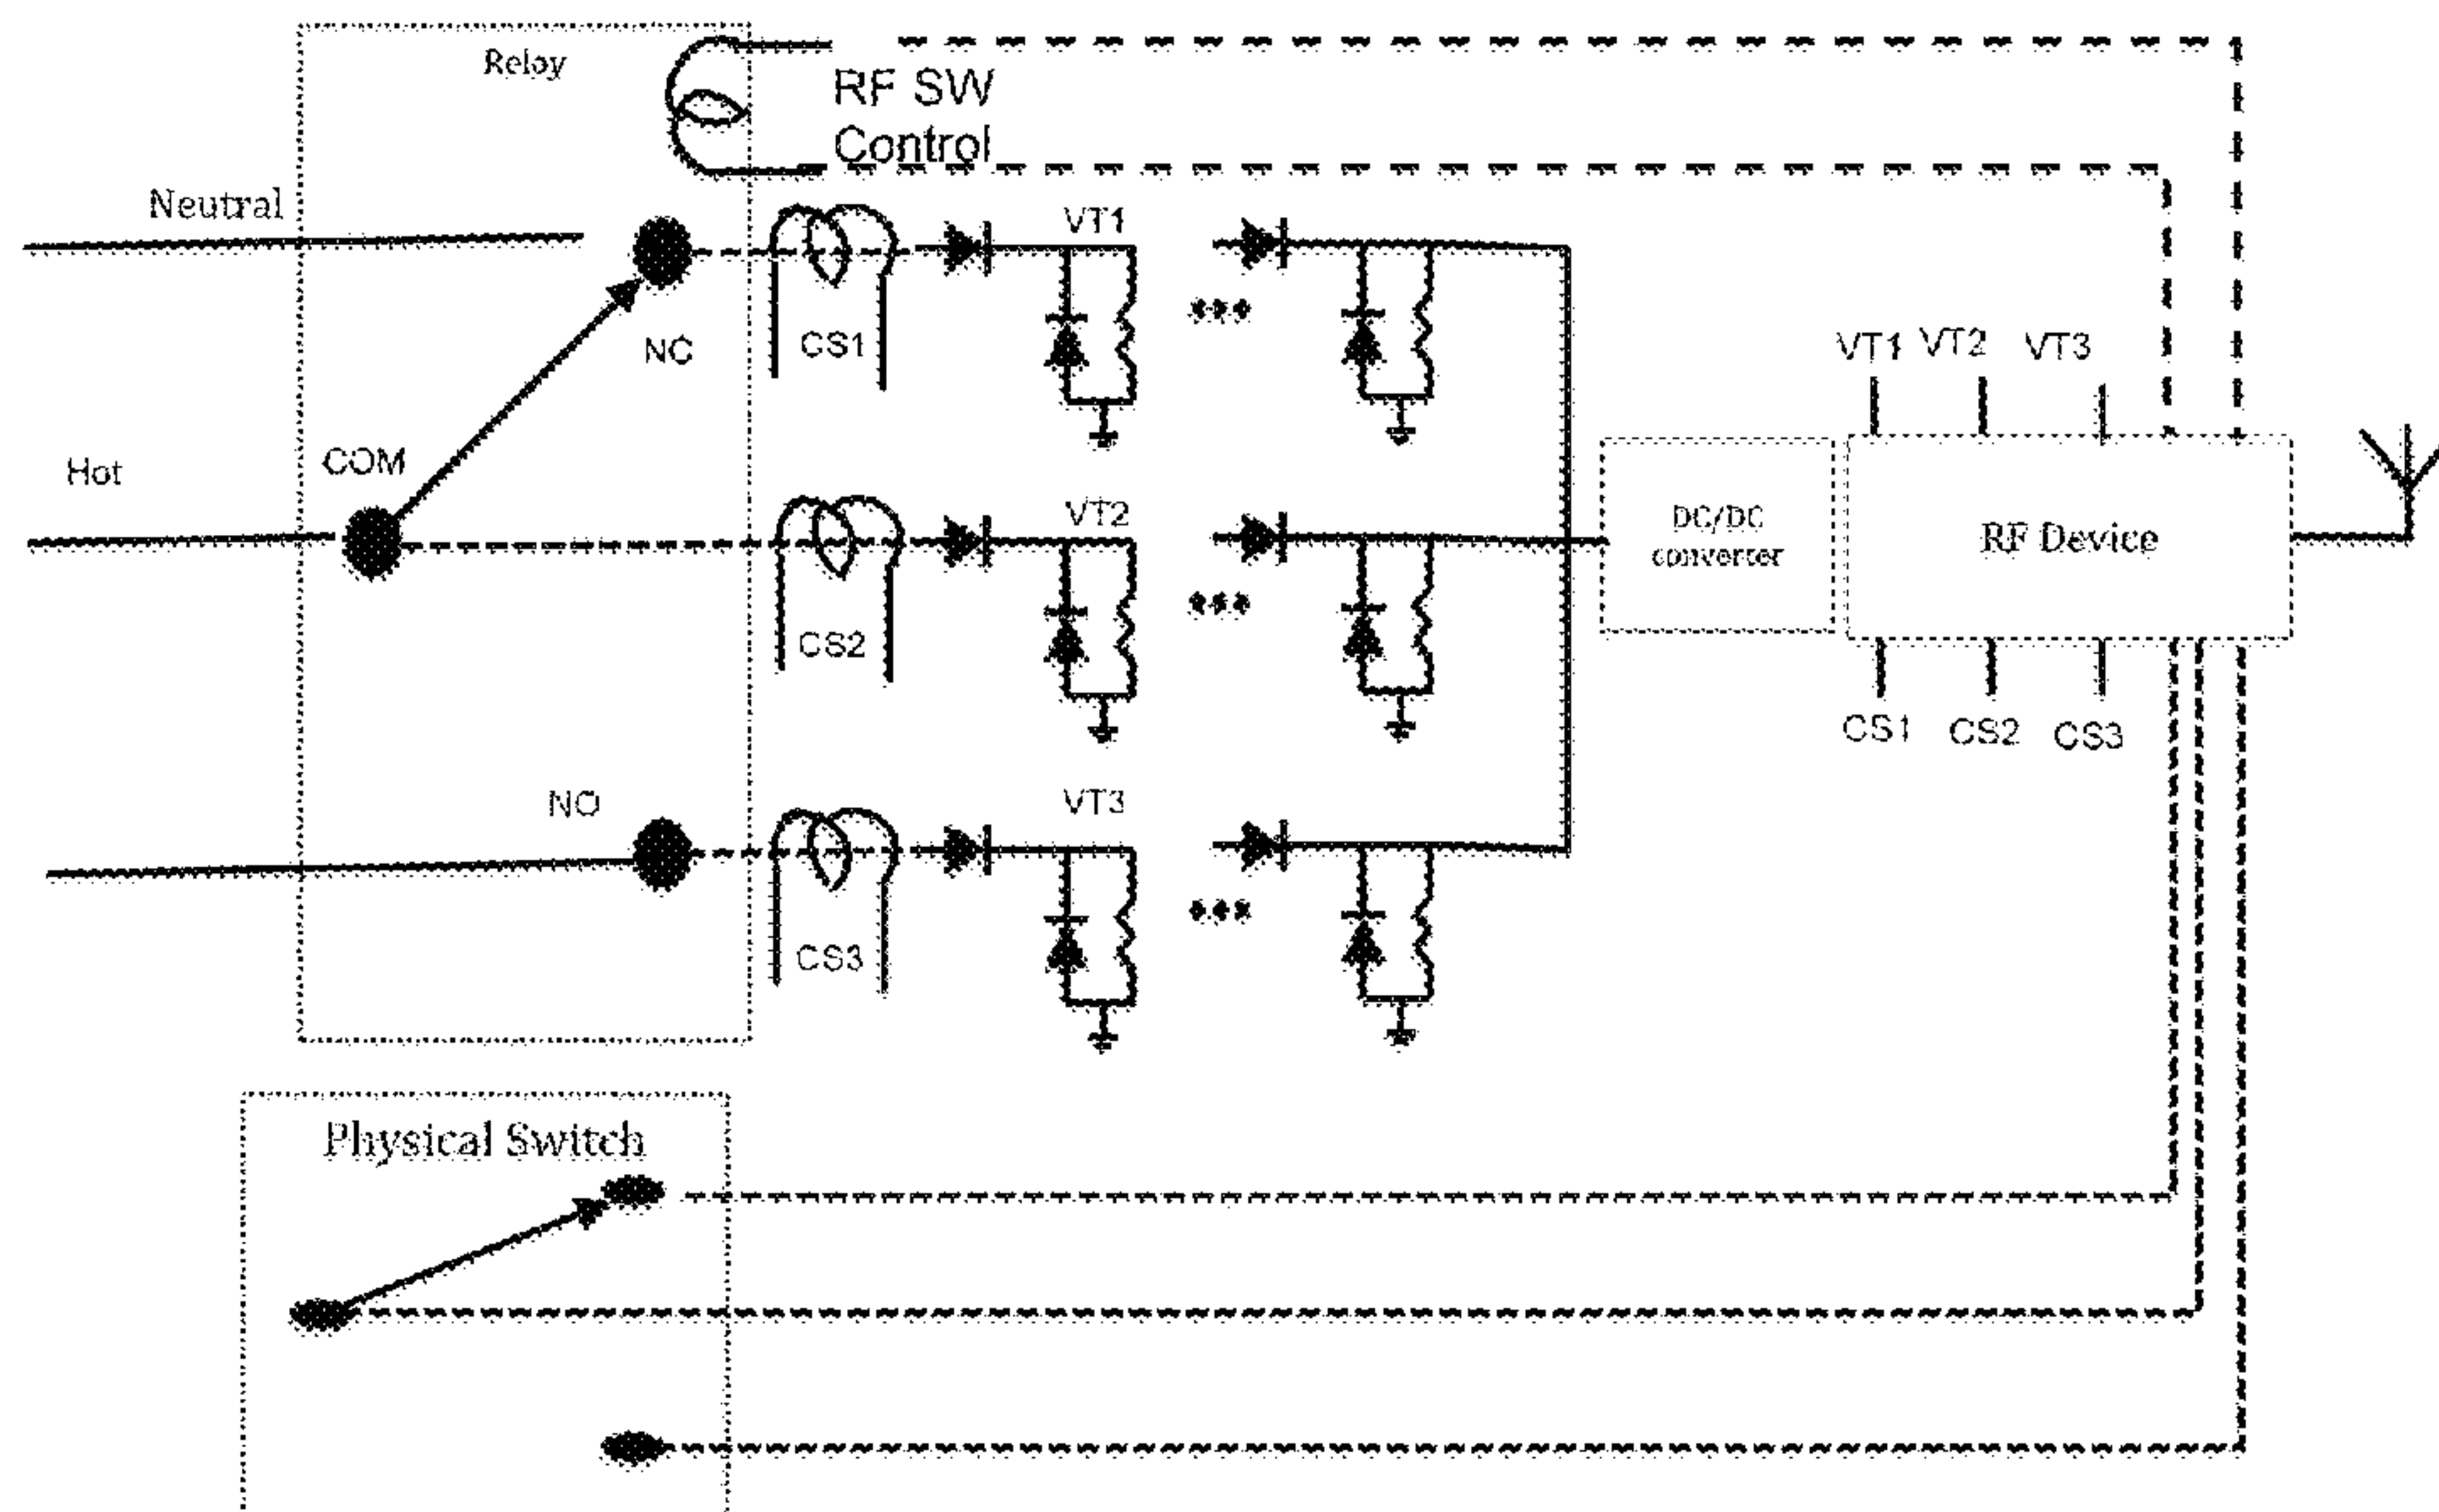 Reloy
RF SW
Control
Neutral
VT1
NC
CS1
VT1 VT2 VT3
Hot
COM
VT2
DC/DC
converter
RF Device
CS2
CS1 CS2 CS3
NO
VT3
CS3
Physical Switch